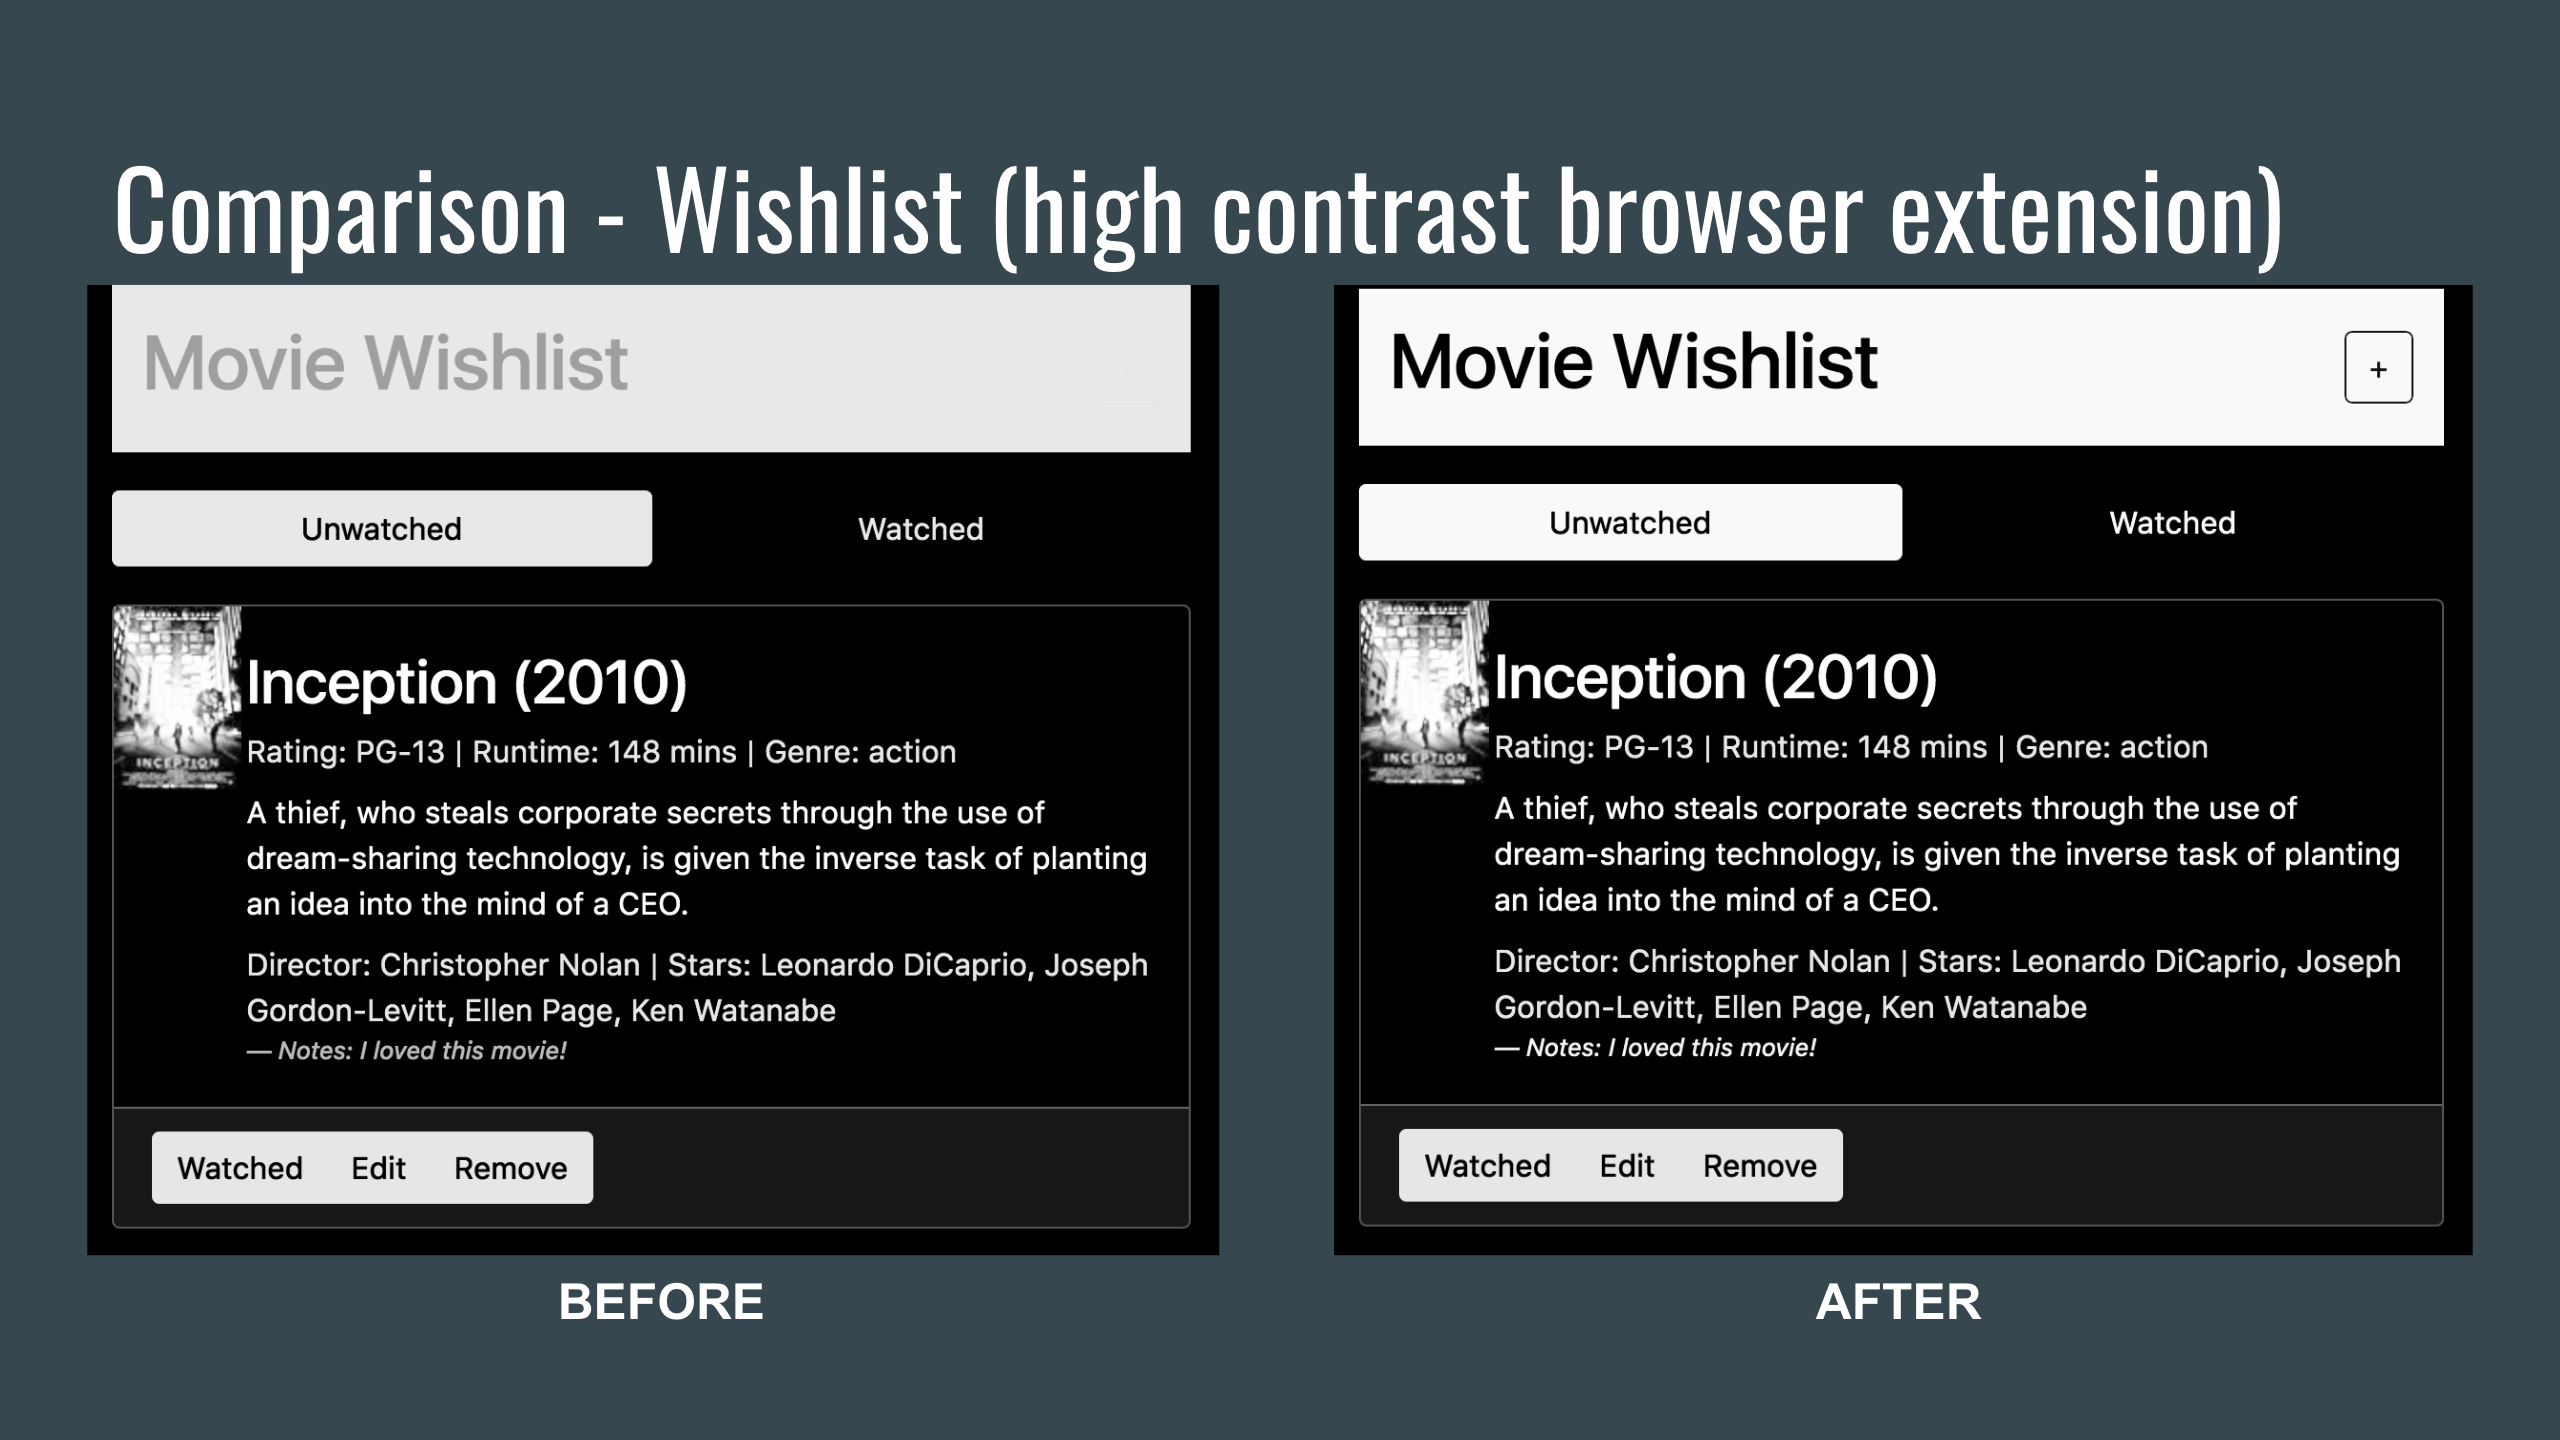 Comparison - Wishlist (high contrast browser extension)
Movie Wishlist
Unwatched
Watched
INCEPTION
Inception (2010)
Rating: PG-13 | Runtime: 148 mins | Genre: action
A thief, who steals corporate secrets through the use of
dream-sharing technology, is given the inverse task of planting
an idea into the mind of a CEO.
Director: Christopher Nolan | Stars: Leonardo DiCaprio, Joseph
Gordon-Levitt, Ellen Page, Ken Watanabe
— Notes: I loved this movie!
Watched Edit Remove
BEFORE
Movie Wishlist
+
Unwatched
Watched
INCEPTION
Inception (2010)
Rating: PG-13 | Runtime: 148 mins | Genre: action
A thief, who steals corporate secrets through the use of
dream-sharing technology, is given the inverse task of planting
an idea into the mind of a CEO.
Director: Christopher Nolan | Stars: Leonardo DiCaprio, Joseph
Gordon-Levitt, Ellen Page, Ken Watanabe
— Notes: I loved this movie!
Watched Edit Remove
AFTER